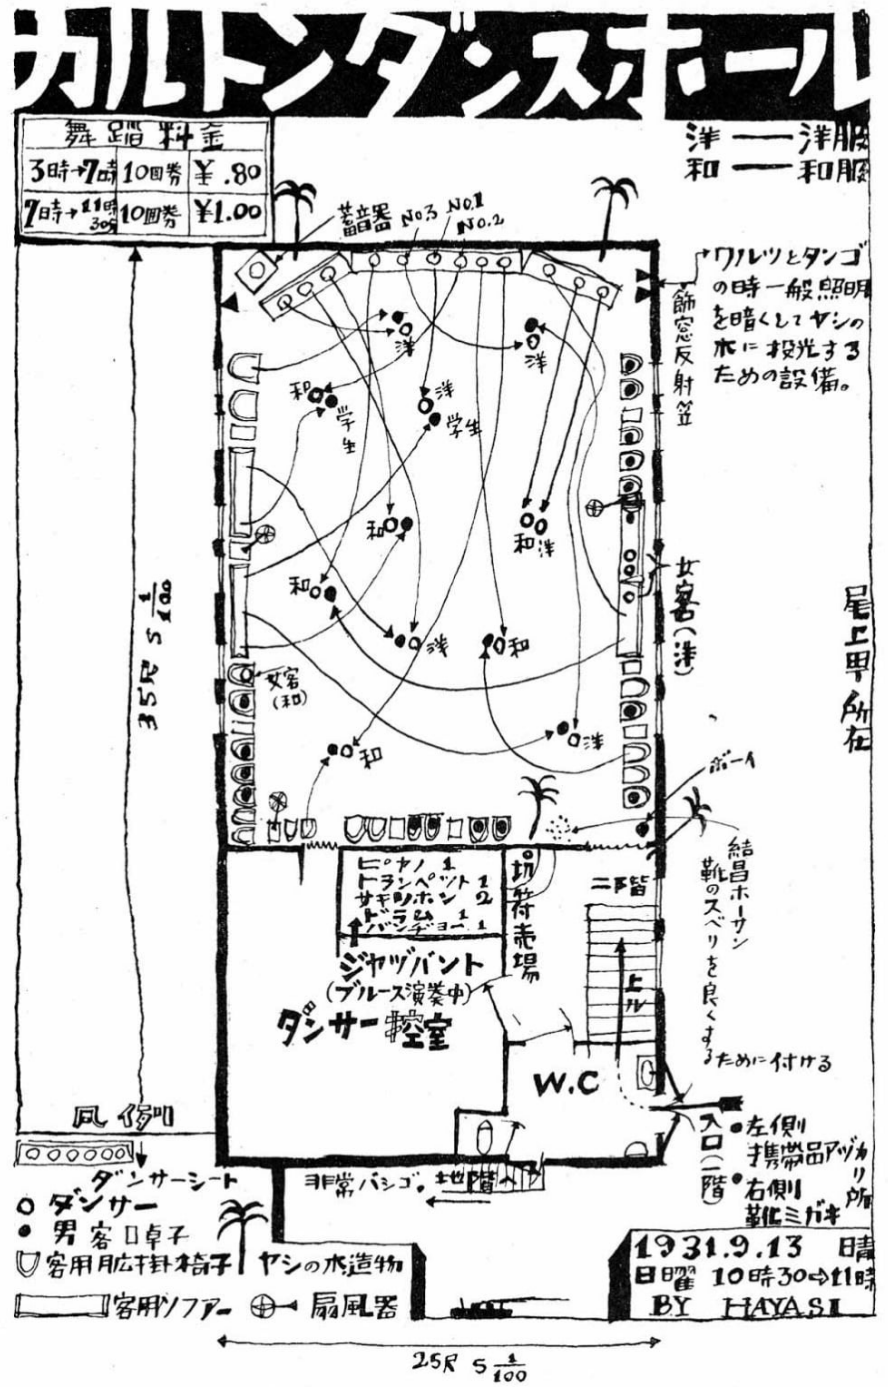 カルトンダンスホール
舞踏料金
3時→7時 10回券 ¥.80
7時→11時30分 10回券 ¥1.00
洋 ── 洋服
和 ── 和服
蓄音器
No.3
No.1
No.2
ワルツとタンゴ
の時一般照明
を暗くしてヤシの
木に投光する
ための設備。
飾窓反射笠
洋
洋
和
学生
洋
学生
和
和
洋
和
洋
和
女客(和)
洋
和
女客(洋)
尾上甲所在
35尺 S 1/100
ボーイ
結晶ホーサン
靴のスベリを良くする
ために付ける
ピヤノ 1
トランペット 1
サキソホン 2
ドラム 1
バンヂョー 1
ジャヅバント
(ブルース演奏中)
ダンサー控室
切符売場
二階
上ル
W.C
入口(一階)
左側
携帯品アヅカリ所
右側
靴ミガキ
非常バシゴ。
地階へ
凡例
ダンサーシート
ダンサー
男客 卓子
客用肱掛椅子
ヤシの木造物
客用ソファー
扇風器
1931.9.13 晴
日曜 10時30⇨11時
BY HAYASI
25尺 S 1/100